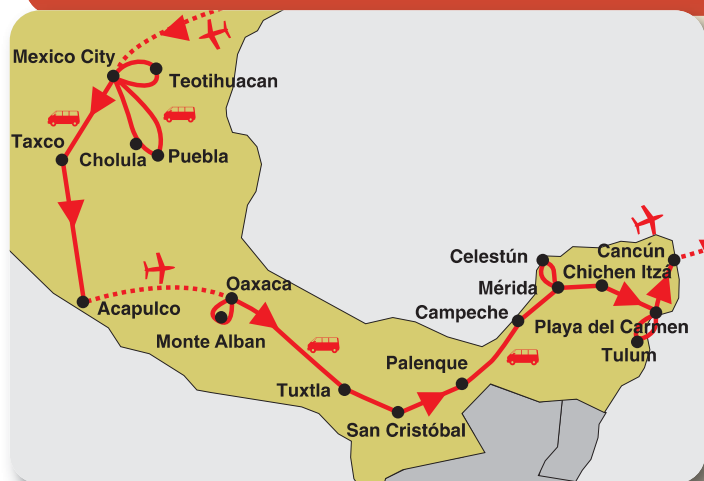 Mexico City
Teotihuacan
Taxco
Cholula
Puebla
Celestún
Cancún
Chichen Itzá
Mérida
Oaxaca
Acapulco
Campeche
Playa del Carmen
Monte Alban
Tulum
Palenque
Tuxtla
San Cristóbal